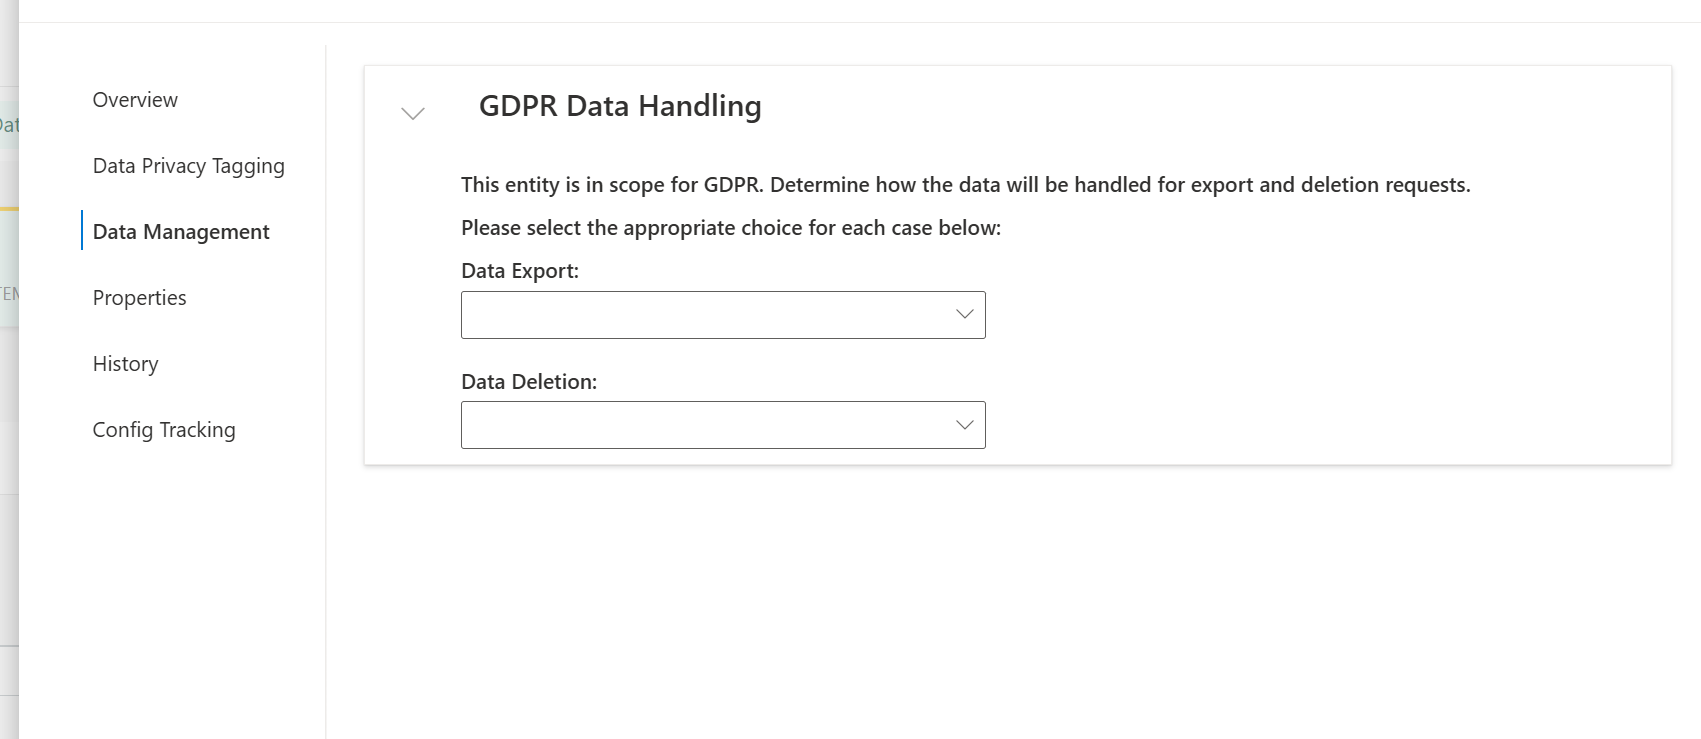 Overview
Data Privacy Tagging
Data Management
Properties
History
Config Tracking
GDPR Data Handling
This entity is in scope for GDPR. Determine how the data will be handled for export and deletion requests.
Please select the appropriate choice for each case below:
Data Export:
Data Deletion: